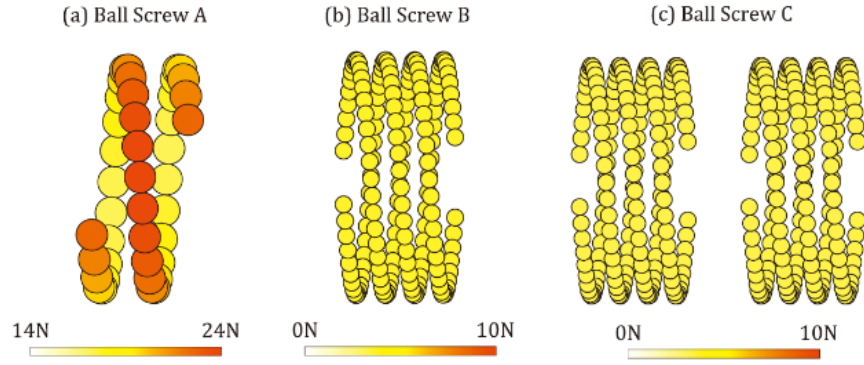 (a) Ball Screw A
(b) Ball Screw B
(c) Ball Screw C
14N 24N
0N 10N
0N 10N